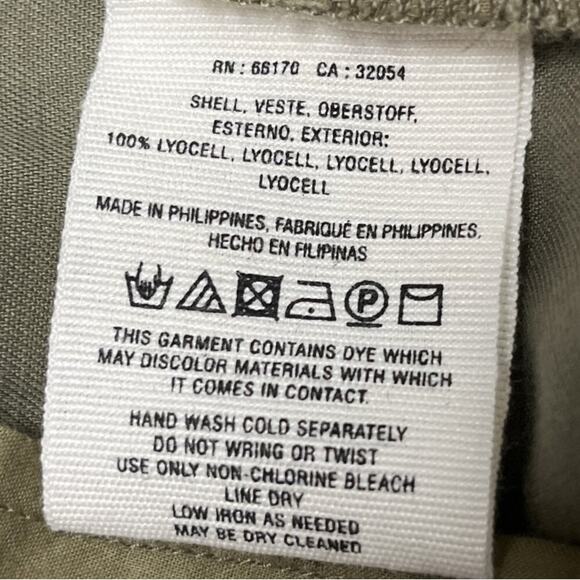 RN : 66170 CA : 32054
SHELL, VESTE, OBERSTOFF,
ESTERNO, EXTERIOR:
100% LYOCELL, LYOCELL, LYOCELL, LYOCELL,
LYOCELL
MADE IN PHILIPPINES, FABRIQUÉ EN PHILIPPINES,
HECHO EN FILIPINAS
P
THIS GARMENT CONTAINS DYE WHICH
MAY DISCOLOR MATERIALS WITH WHICH
IT COMES IN CONTACT.
HAND WASH COLD SEPARATELY
DO NOT WRING OR TWIST
USE ONLY NON-CHLORINE BLEACH
LINE DRY
LOW IRON AS NEEDED
MAY BE DRY CLEANED